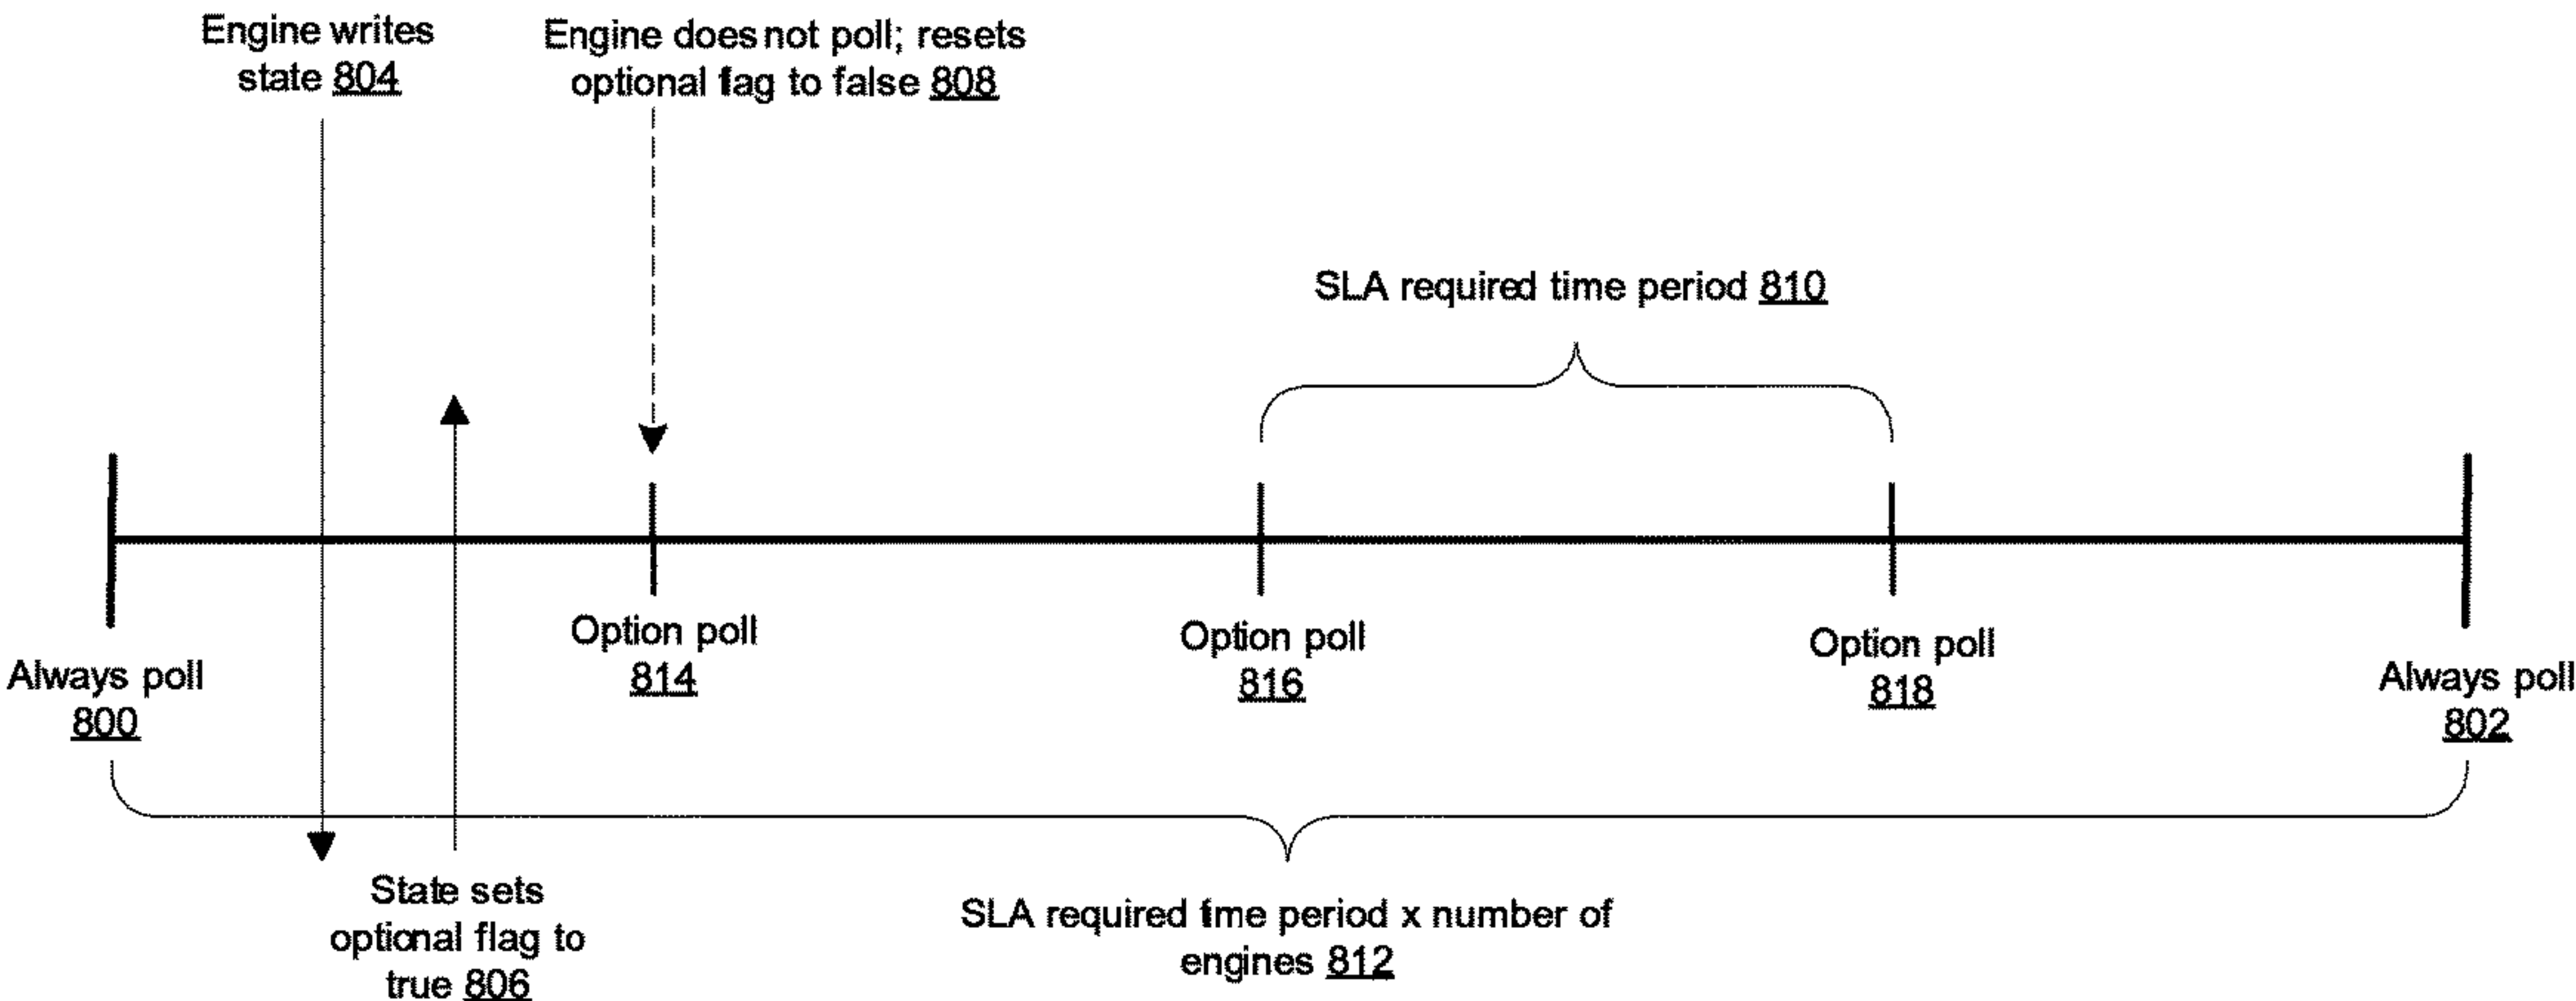 Engine writes
state 804
Engine does not poll; resets
optional flag to false 808
SLA required time period 810
Option poll
814
Option poll
816
Option poll
818
Always poll
800
Always poll
802
State sets
optional flag to
true 806
SLA required time period x number of
engines 812